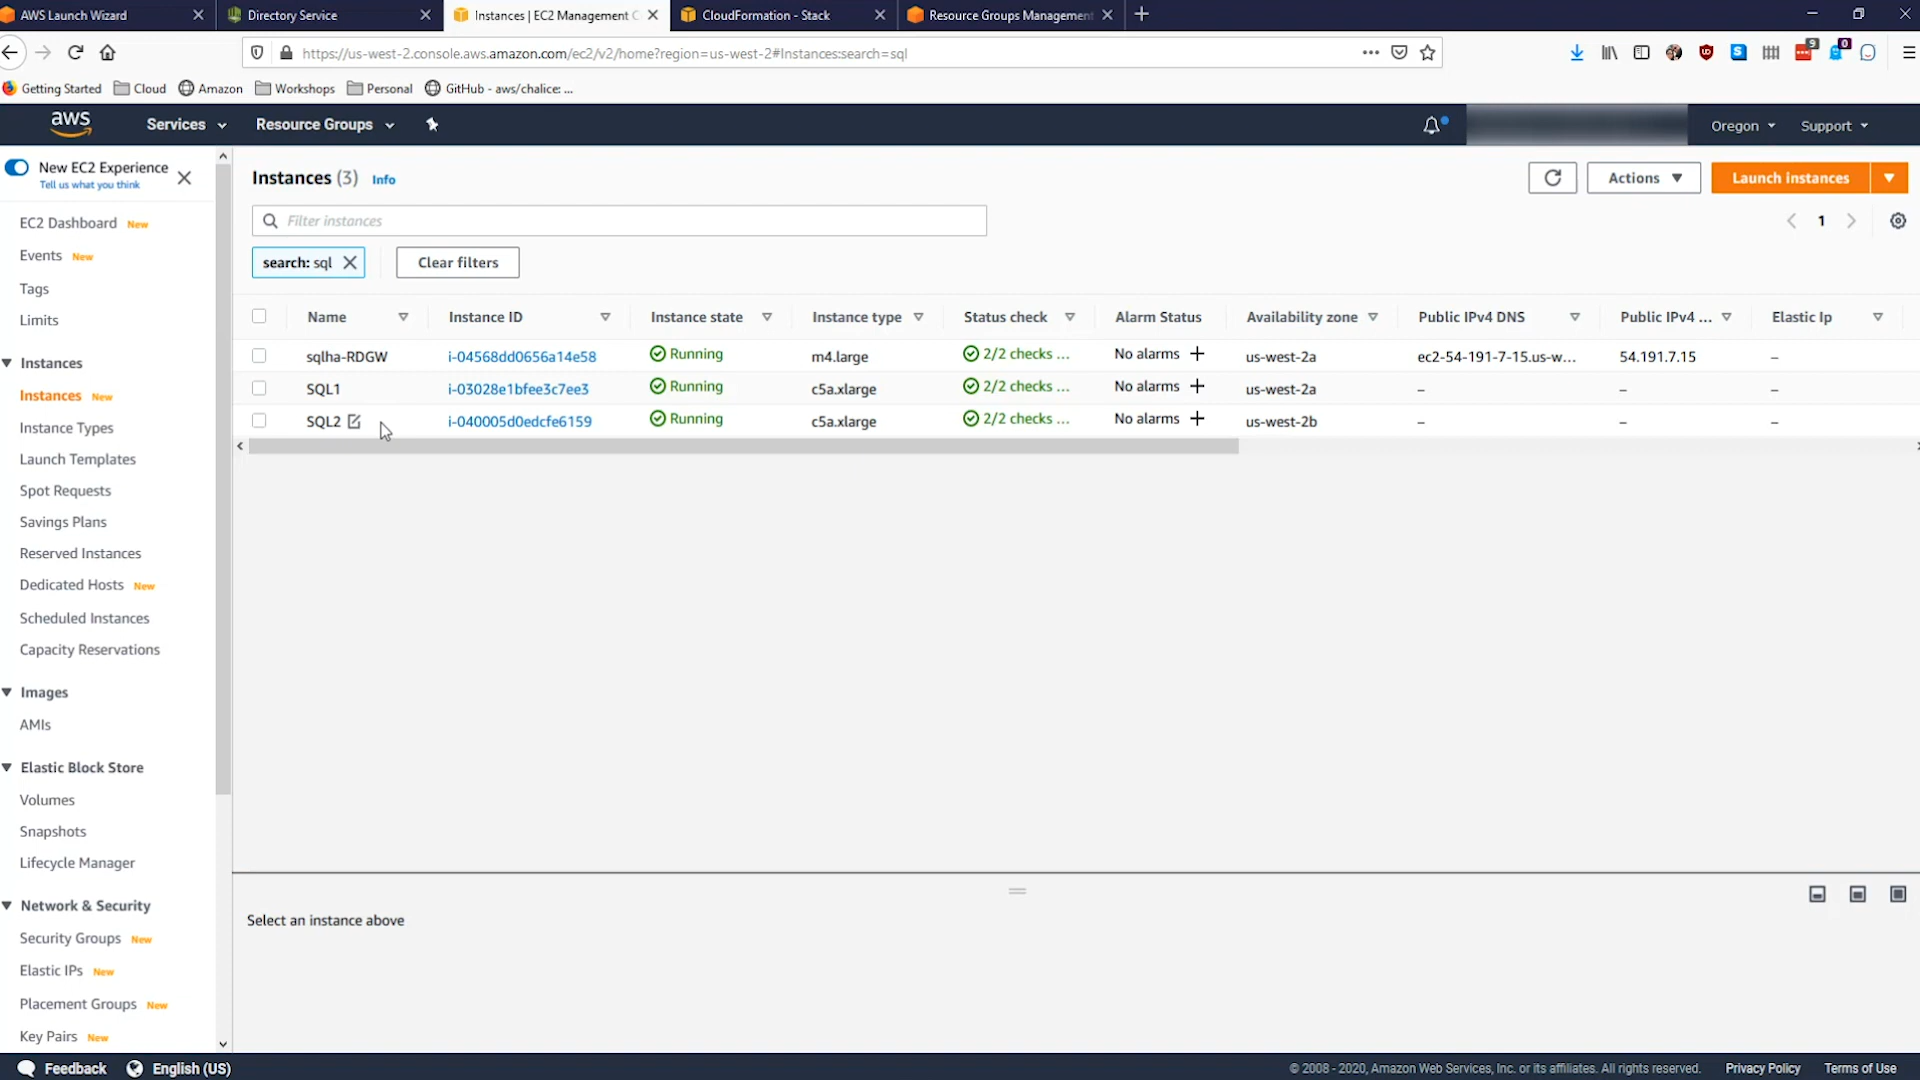 AWS Launch Wizard
Directory Service
Instances | EC2 Management C
CloudFormation - Stack
Resource Groups Management
https://us-west-2.console.aws.amazon.com/ec2/v2/home?region=us-west-2#Instances:search=sql
9
0
S
Getting Started
Cloud
Amazon
Workshops
Personal
GitHub - aws/chalice: ...
aws
Services
Resource Groups
Oregon
Support
New EC2 Experience
Tell us what you think
EC2 Dashboard New
Events New
Tags
Limits
Instances
Instances New
Instance Types
Launch Templates
Spot Requests
Savings Plans
Reserved Instances
Dedicated Hosts New
Scheduled Instances
Capacity Reservations
Images
AMIs
Elastic Block Store
Volumes
Snapshots
Lifecycle Manager
Network & Security
Security Groups New
Elastic IPs New
Placement Groups New
Key Pairs New
Instances (3) Info
Actions
Launch instances
Filter instances
1
search: sql
Clear filters
Name Instance ID Instance state Instance type Status check Alarm Status Availability zone Public IPv4 DNS Public IPv4 ... Elastic Ip
sqlha-RDGW i-04568dd0656a14e58 Running m4.large 2/2 checks ... No alarms + us-west-2a ec2-54-191-7-15.us-w... 54.191.7.15 –
SQL1 i-03028e1bfee3c7ee3 Running c5a.xlarge 2/2 checks ... No alarms + us-west-2a – – –
SQL2 i-040005d0edcfe6159 Running c5a.xlarge 2/2 checks ... No alarms + us-west-2b – – –
Select an instance above
Feedback
English (US)
© 2008 - 2020, Amazon Web Services, Inc. or its affiliates. All rights reserved.
Privacy Policy
Terms of Use